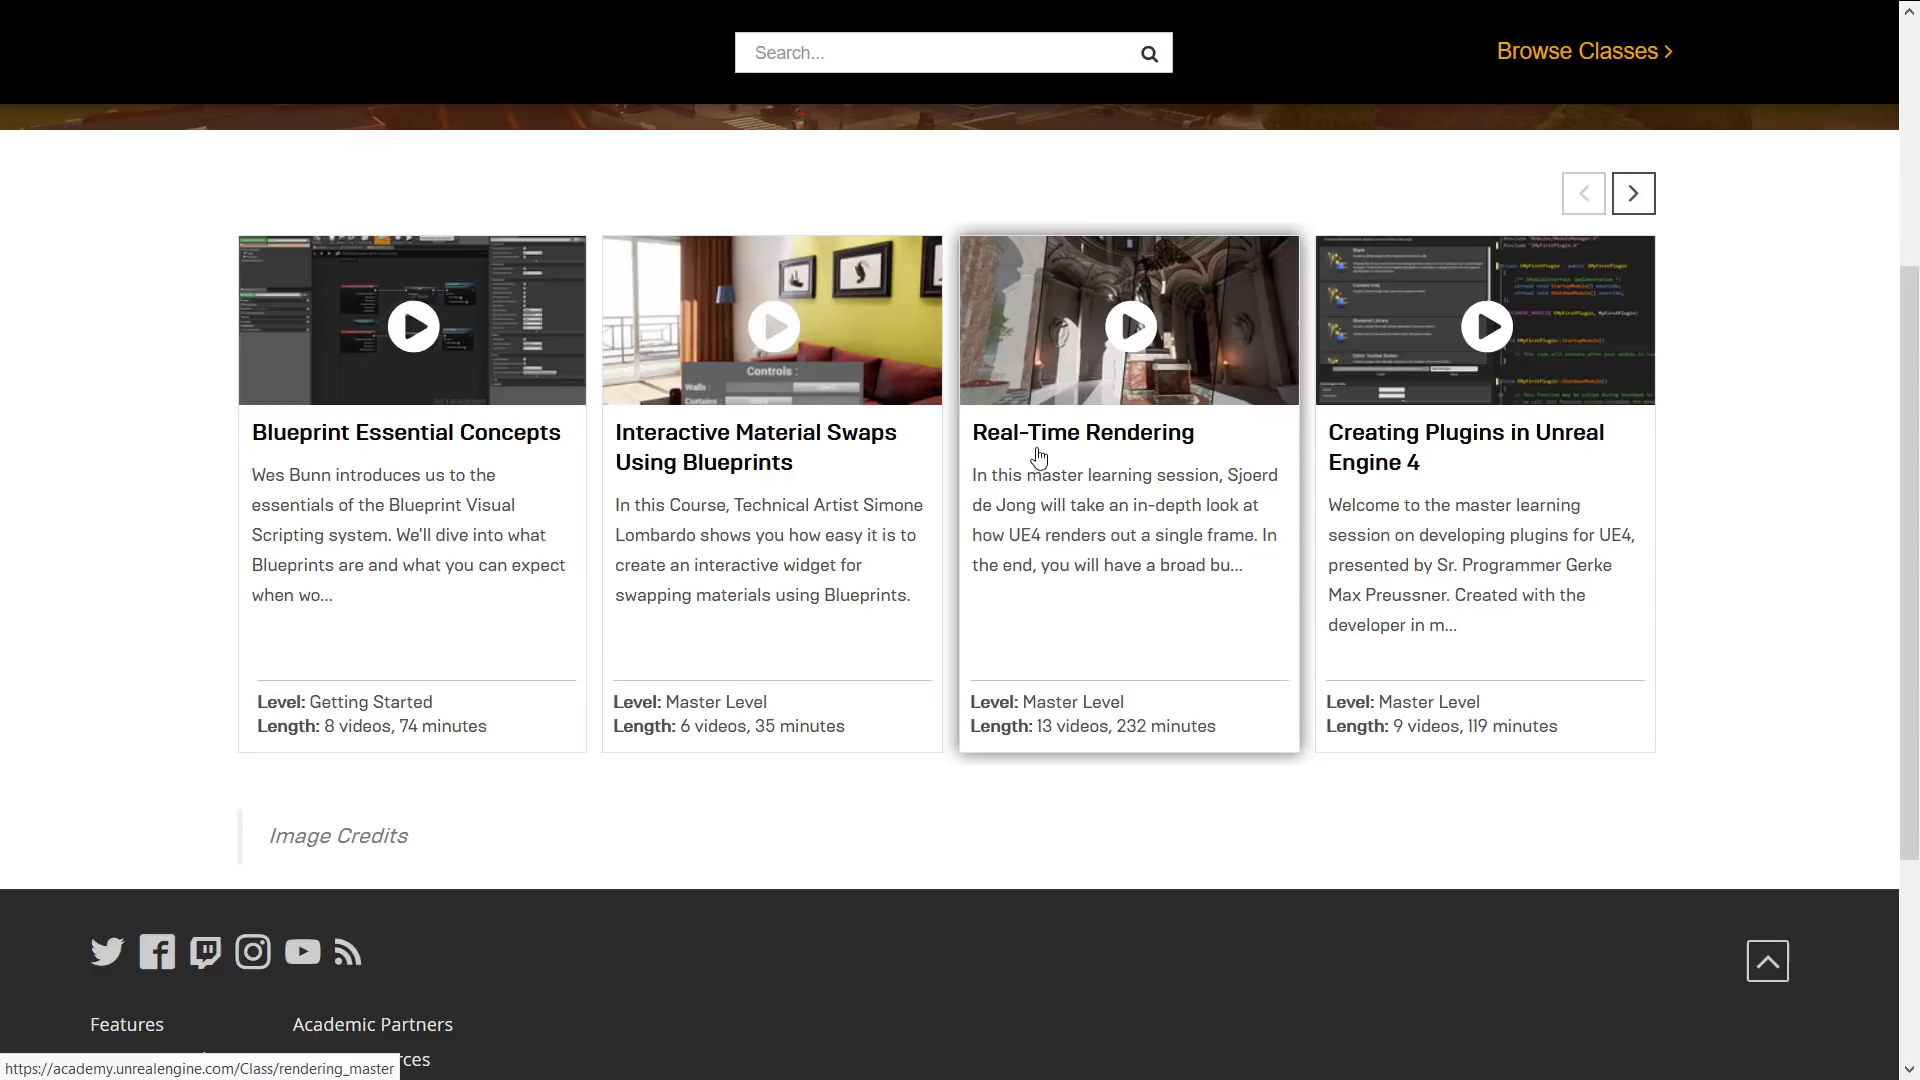 Search...
Browse Classes >
Controls :
Walls :
Curtains
Blueprint Essential Concepts
Wes Bunn introduces us to the
essentials of the Blueprint Visual
Scripting system. We'll dive into what
Blueprints are and what you can expect
when wo...
Level: Getting Started
Length: 8 videos, 74 minutes
Interactive Material Swaps
Using Blueprints
In this Course, Technical Artist Simone
Lombardo shows you how easy it is to
create an interactive widget for
swapping materials using Blueprints.
Level: Master Level
Length: 6 videos, 35 minutes
Real-Time Rendering
In this master learning session, Sjoerd
de Jong will take an in-depth look at
how UE4 renders out a single frame. In
the end, you will have a broad bu...
Level: Master Level
Length: 13 videos, 232 minutes
Creating Plugins in Unreal
Engine 4
Welcome to the master learning
session on developing plugins for UE4,
presented by Sr. Programmer Gerke
Max Preussner. Created with the
developer in m...
Level: Master Level
Length: 9 videos, 119 minutes
Image Credits
Features
Academic Partners
rces
https://academy.unrealengine.com/Class/rendering_master